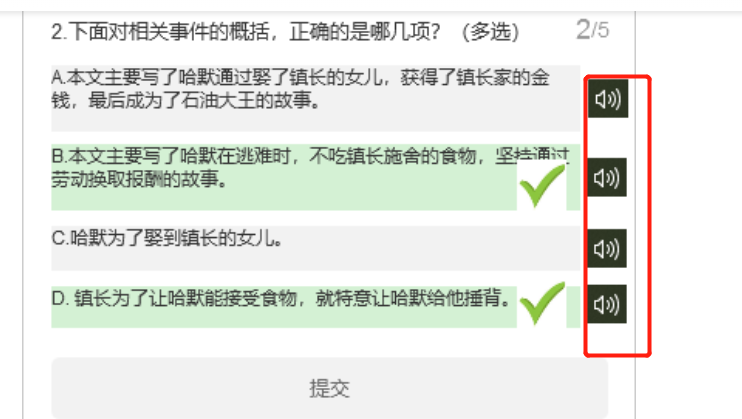 2.下面对相关事件的概括，正确的是哪几项？（多选）
2/5
A.本文主要写了哈默通过娶了镇长的女儿，获得了镇长家的金
钱，最后成为了石油大王的故事。
B.本文主要写了哈默在逃难时，不吃镇长施舍的食物，坚持通过
劳动换取报酬的故事。
C.哈默为了娶到镇长的女儿。
D. 镇长为了让哈默能接受食物，就特意让哈默给他捶背。
提交